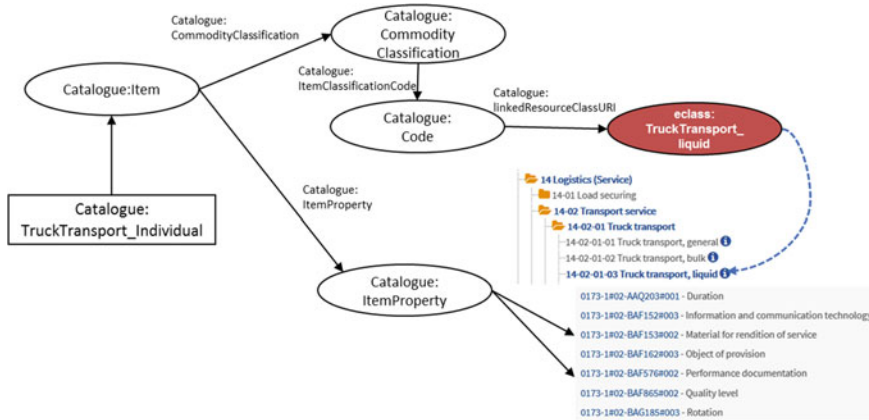 Catalogue:
CommodityClassification
Catalogue:
Commodity
Classification
Catalogue:Item
Catalogue:
ItemClassificationCode
Catalogue:
linkedResourceClassURI
Catalogue:
Code
eclass:
TruckTransport_
liquid
Catalogue:
TruckTransport_Individual
Catalogue:
ItemProperty
14 Logistics (Service)
14-01 Load securing
14-02 Transport service
14-02-01 Truck transport
14-02-01-01 Truck transport, general
14-02-01-02 Truck transport, bulk
14-02-01-03 Truck transport, liquid
Catalogue:
ItemProperty
0173-1#02-AAQ203#001 - Duration
0173-1#02-BAF152#003 - Information and communication technology
0173-1#02-BAF153#002 - Material for rendition of service
0173-1#02-BAF162#003 - Object of provision
0173-1#02-BAF576#002 - Performance documentation
0173-1#02-BAF865#002 - Quality level
0173-1#02-BAG185#003 - Rotation